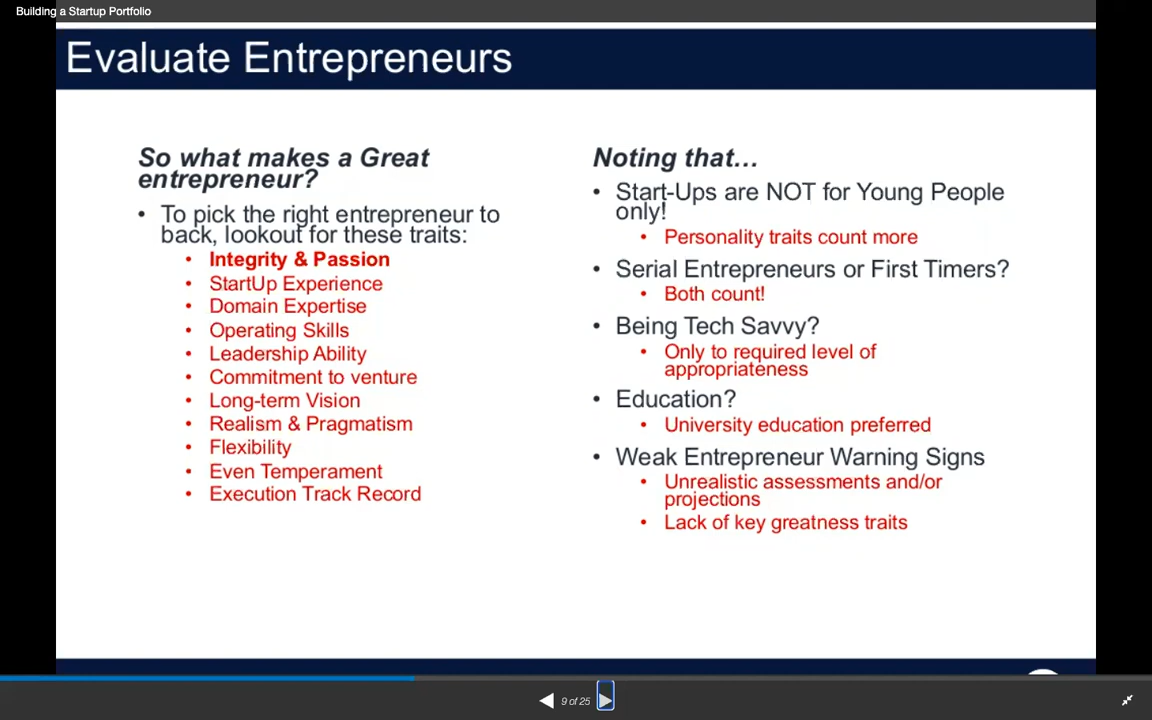 Building a Startup Portfolio
Evaluate Entrepreneurs
So what makes a Great
entrepreneur?
• To pick the right entrepreneur to
back, lookout for these traits:
• Integrity & Passion
• StartUp Experience
• Domain Expertise
• Operating Skills
• Leadership Ability
• Commitment to venture
• Long-term Vision
• Realism & Pragmatism
• Flexibility
• Even Temperament
• Execution Track Record
Noting that...
• Start-Ups are NOT for Young People
only!
• Personality traits count more
• Serial Entrepreneurs or First Timers?
• Both count!
• Being Tech Savvy?
• Only to required level of
appropriateness
• Education?
• University education preferred
• Weak Entrepreneur Warning Signs
• Unrealistic assessments and/or
projections
• Lack of key greatness traits
9 of 25